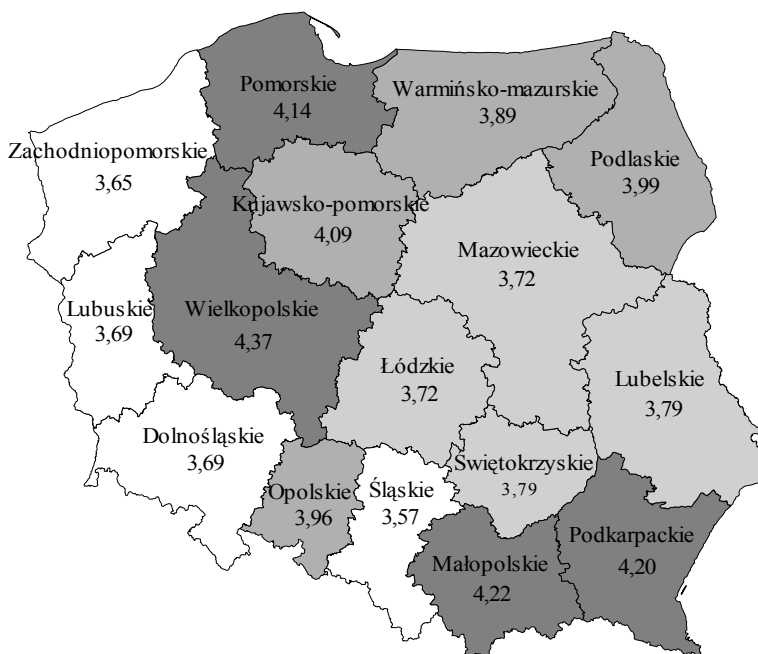 Pomorskie
4,14
Warmińsko-mazurskie
3,89
Zachodniopomorskie
3,65
Podlaskie
3,99
Kujawsko-pomorskie
4,09
Mazowieckie
3,72
Lubuskie
3,69
Wielkopolskie
4,37
Łódzkie
3,72
Lubelskie
3,79
Dolnośląskie
3,69
Opolskie
3,96
Śląskie
3,57
Świętokrzyskie
3,79
Małopolskie
4,22
Podkarpackie
4,20